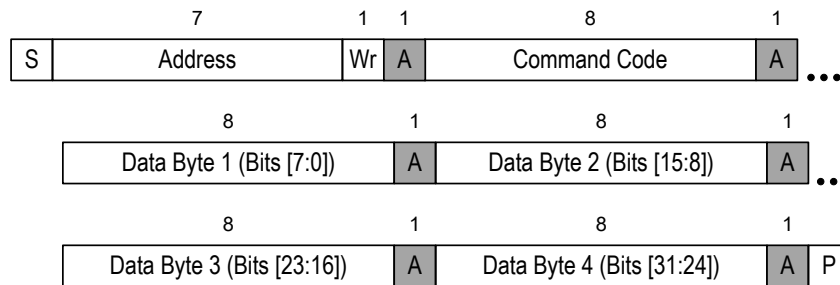 7 1 1 8 1
S Address Wr A Command Code A ...
8 1 8 1
Data Byte 1 (Bits [7:0]) A Data Byte 2 (Bits [15:8]) A ...
8 1 8 1
Data Byte 3 (Bits [23:16]) A Data Byte 4 (Bits [31:24]) A P